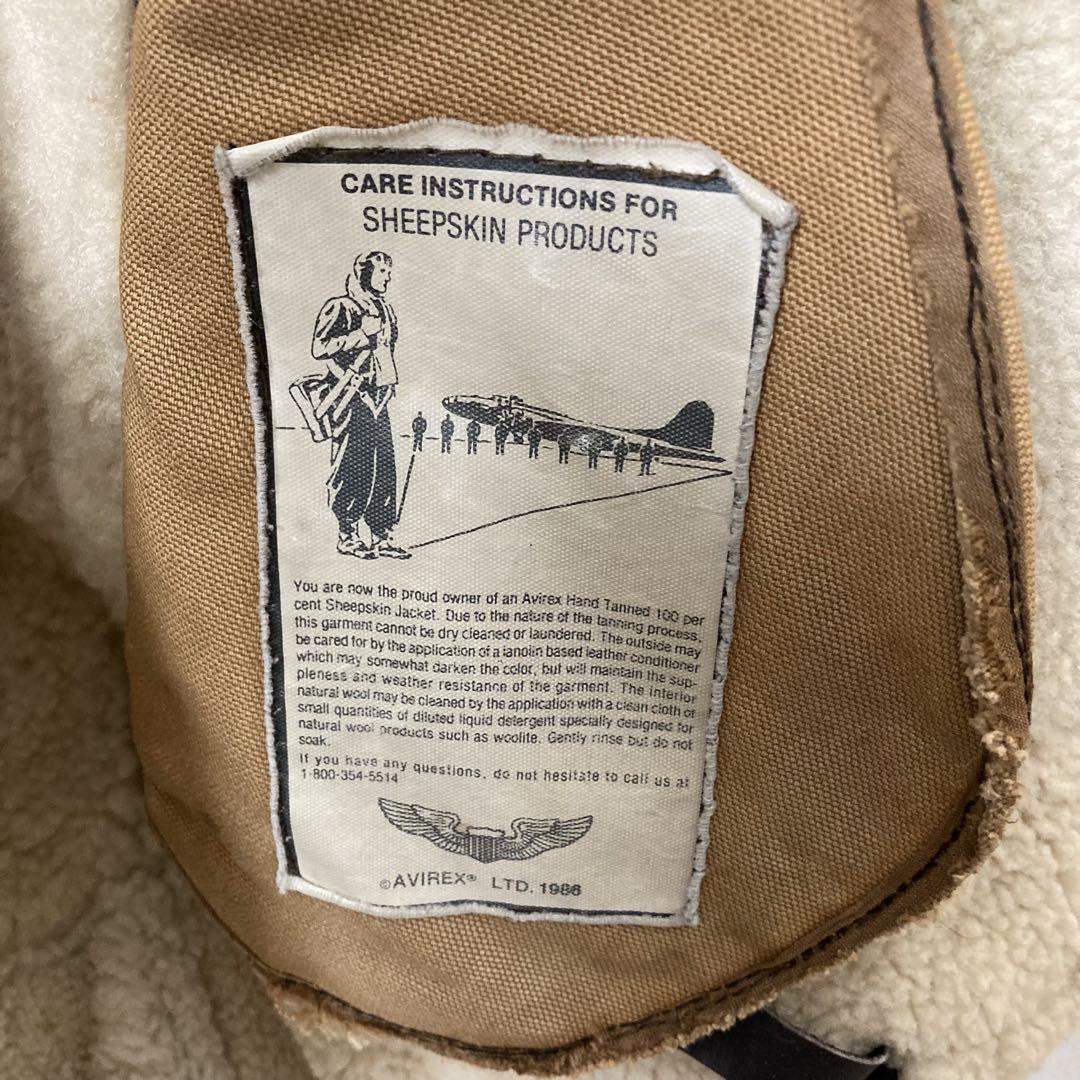 CARE INSTRUCTIONS FOR
SHEEPSKIN PRODUCTS
You are now the proud owner of an Avirex Hand Tanned 100 per
cent Sheepskin Jacket. Due to the nature of the tanning process,
this garment cannot be dry cleaned or laundered. The outside may
be cared for by the application of a lanolin based leather conditioner
which may somewhat darken the color, but will maintain the sup-
pleness and weather resistance of the garment. The interior
natural wool may be cleaned by the application with a clean cloth of
small quantities of diluted liquid detergent specially designed for
natural wool products such as woolite. Gently rinse but do not
soak.
If you have any questions, do not hesitate to call us at
1-800-354-5514
©AVIREX® LTD. 1986